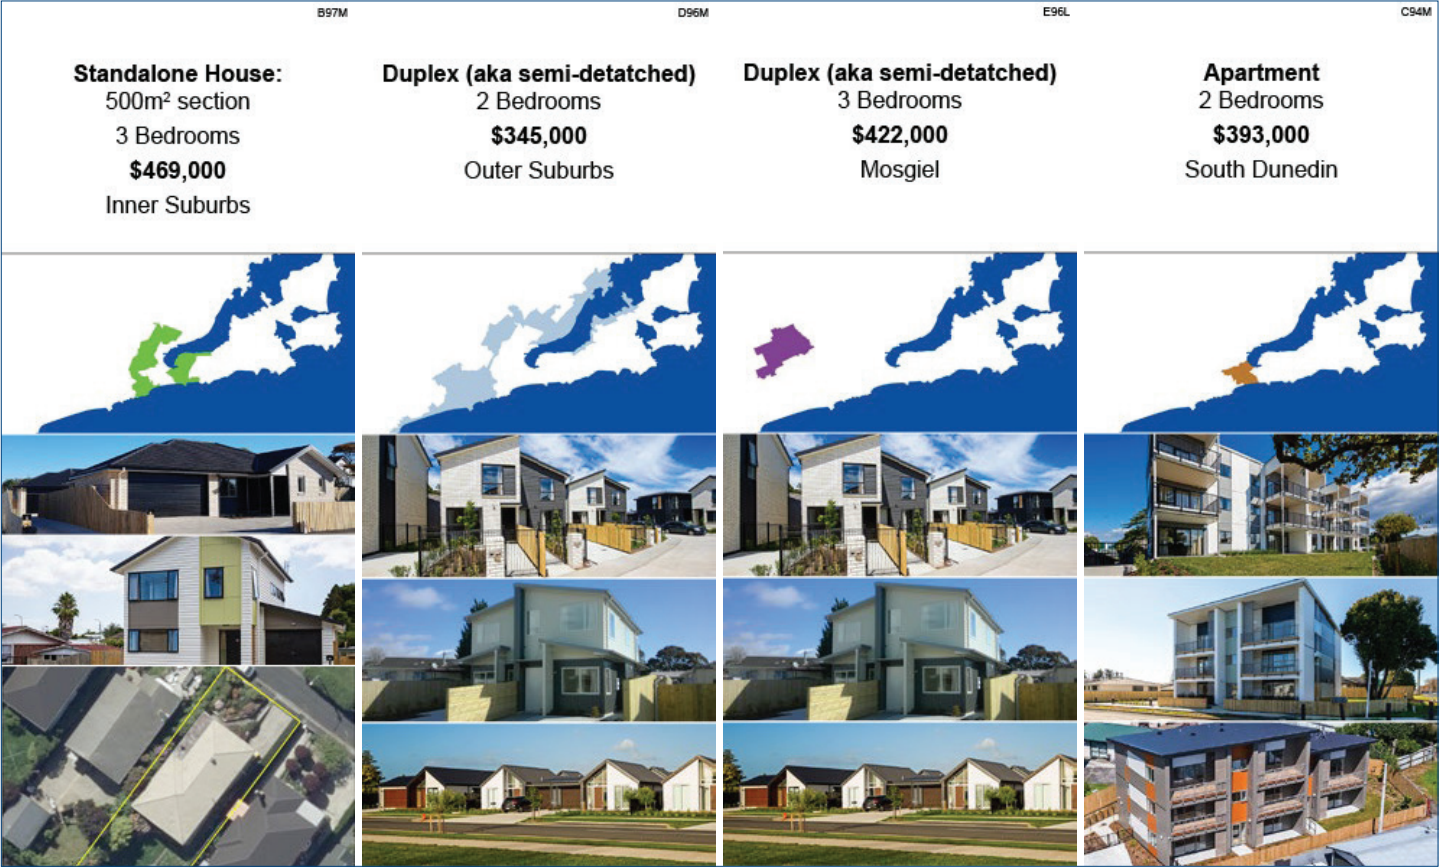 B97M
Standalone House:
500m² section
3 Bedrooms
$469,000
Inner Suburbs
D96M
Duplex (aka semi-detatched)
2 Bedrooms
$345,000
Outer Suburbs
E96L
Duplex (aka semi-detatched)
3 Bedrooms
$422,000
Mosgiel
C94M
Apartment
2 Bedrooms
$393,000
South Dunedin